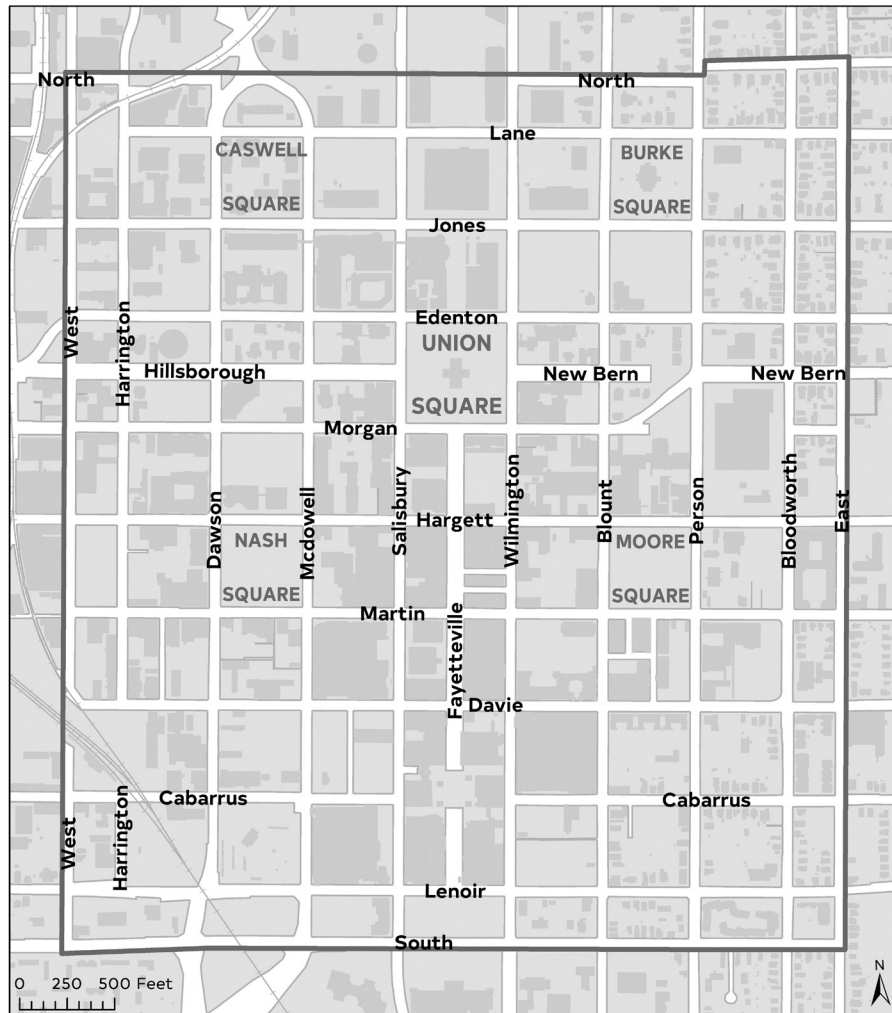 North
North
Lane
CASWELL
SQUARE
BURKE
SQUARE
Jones
West
Harrington
Edenton
UNION
SQUARE
Hillsborough
New Bern
New Bern
Morgan
Dawson
Mcdowell
Salisbury
Hargett
Wilmington
Blount
Person
Bloodworth
East
NASH
SQUARE
MOORE
SQUARE
Martin
Fayetteville
Davie
Cabarrus
Cabarrus
West
Harrington
Lenoir
South
0 250 500 Feet
N